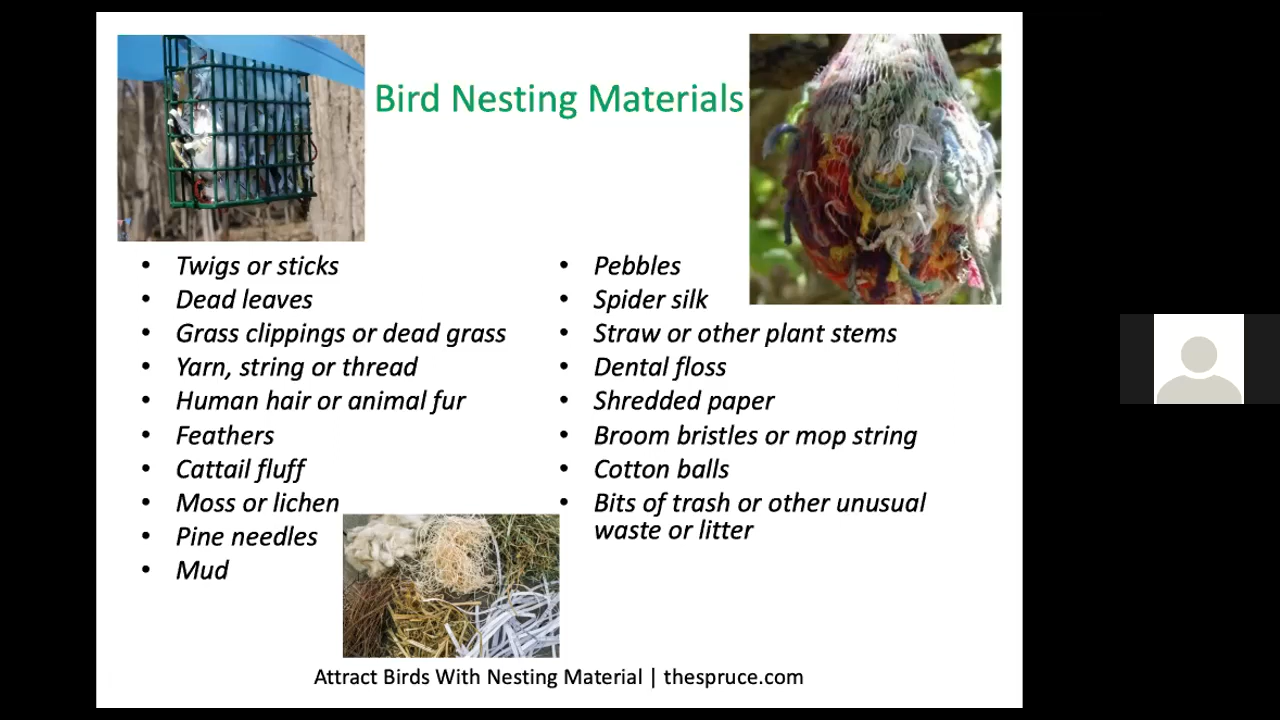 Bird Nesting Materials
• Twigs or sticks
• Dead leaves
• Grass clippings or dead grass
• Yarn, string or thread
• Human hair or animal fur
• Feathers
• Cattail fluff
• Moss or lichen
• Pine needles
• Mud
• Pebbles
• Spider silk
• Straw or other plant stems
• Dental floss
• Shredded paper
• Broom bristles or mop string
• Cotton balls
• Bits of trash or other unusual
waste or litter
Attract Birds With Nesting Material | thespruce.com